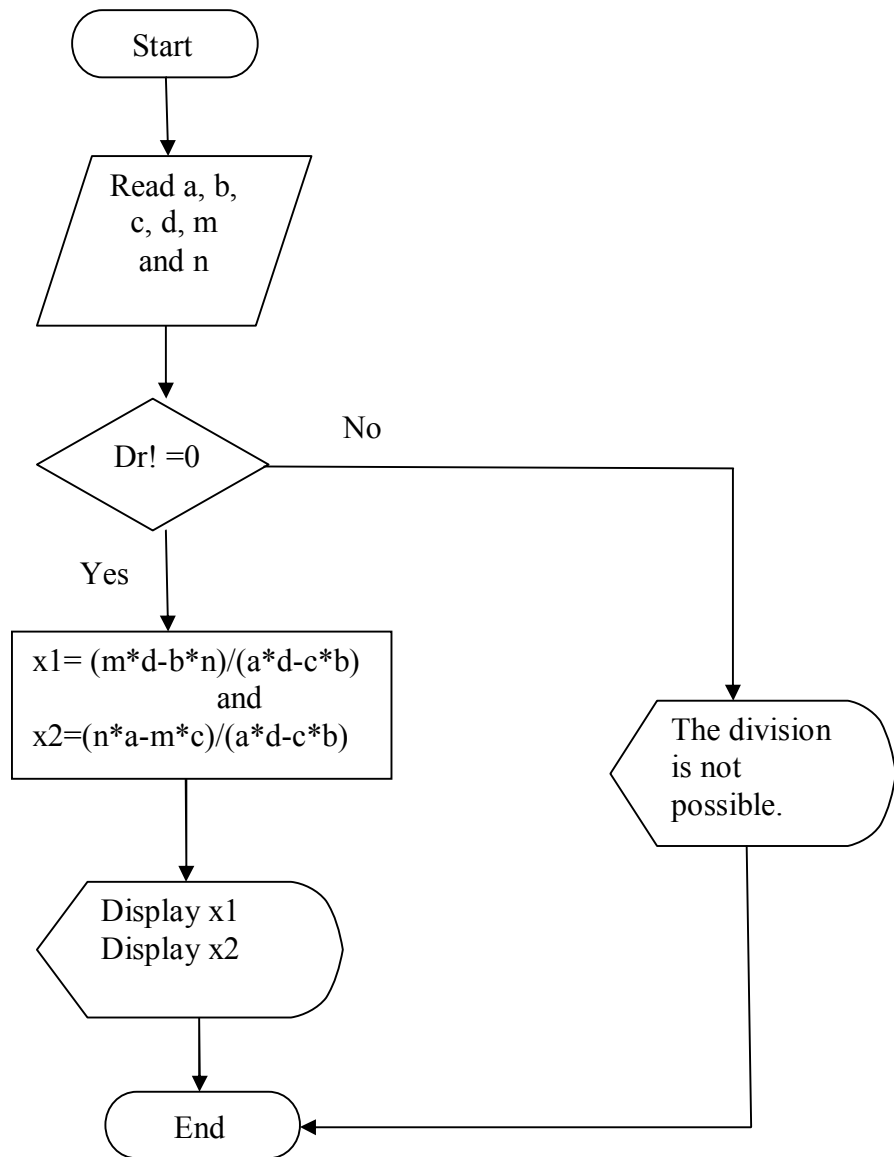 Start
Read a, b,
c, d, m
and n
Dr! =0
No
Yes
x1= (m*d-b*n)/(a*d-c*b)
and
x2=(n*a-m*c)/(a*d-c*b)
The division
is not
possible.
Display x1
Display x2
End